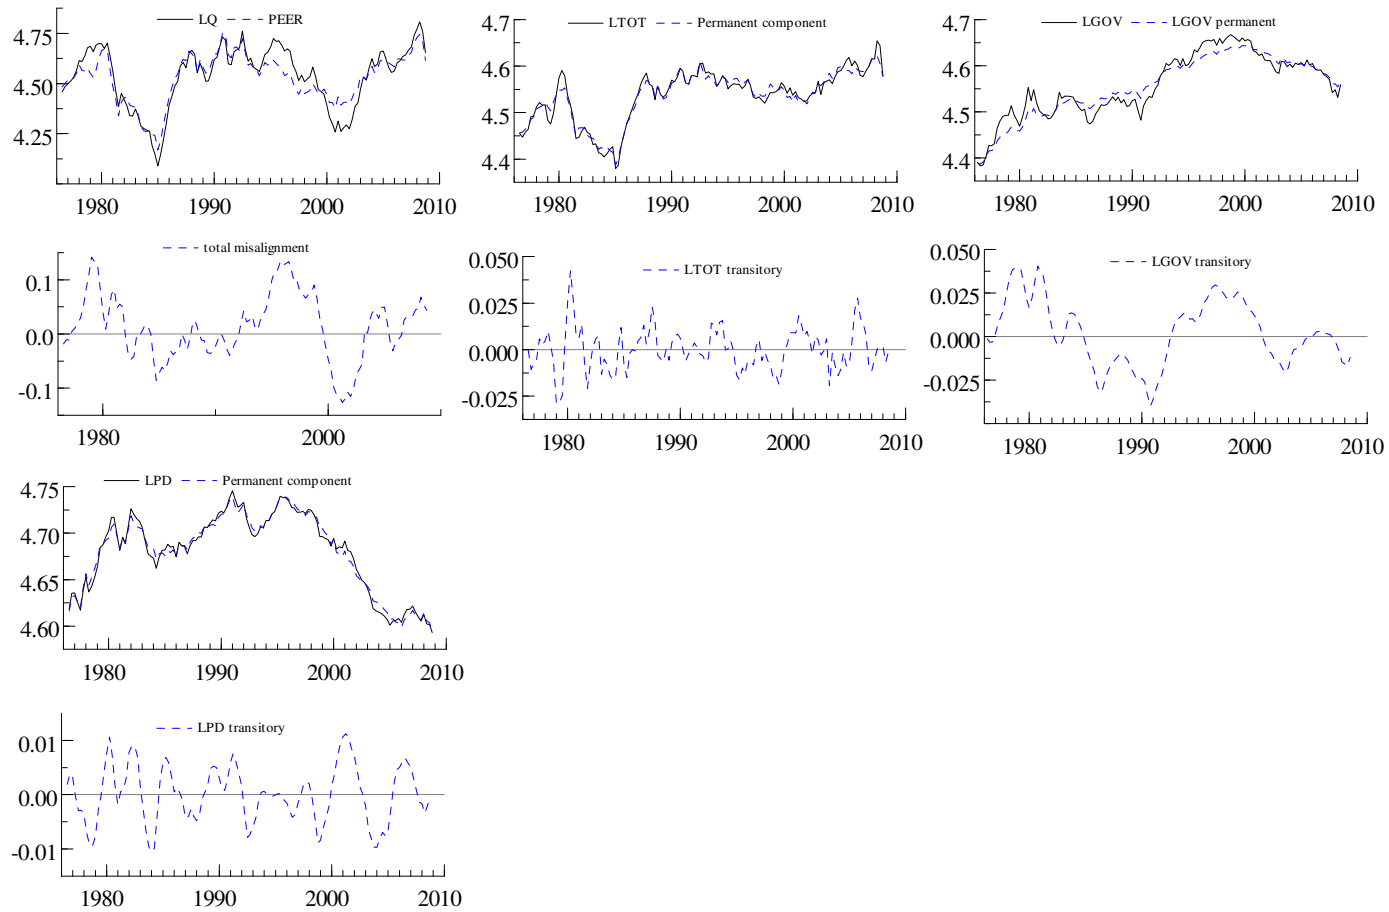 LQ PEER
4.75
4.50
4.25
1980 1990 2000 2010
LTOT Permanent component
4.7
4.6
4.5
4.4
1980 1990 2000 2010
LGOV LGOV permanent
4.7
4.6
4.5
4.4
1980 1990 2000 2010
total misalignment
0.1
0.0
-0.1
1980 2000
LTOT transitory
0.050
0.025
0.000
-0.025
1980 1990 2000 2010
LGOV transitory
0.050
0.025
0.000
-0.025
1980 1990 2000 2010
LPD Permanent component
4.75
4.70
4.65
4.60
1980 1990 2000 2010
LPD transitory
0.01
0.00
-0.01
1980 1990 2000 2010